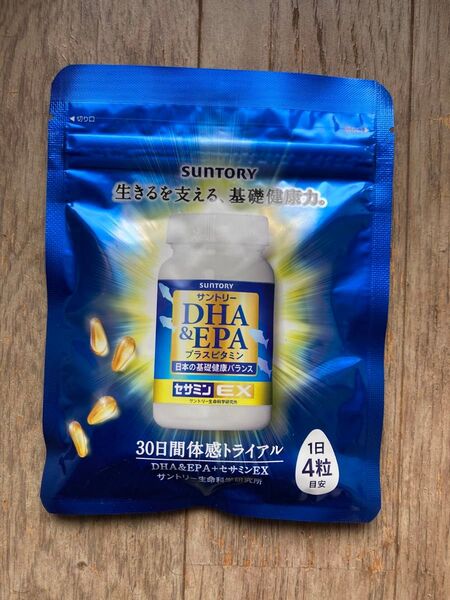 ◁切り口
SUNTORY
生きるを支える、基礎健康力。
SUNTORY
サントリー
DHA
&EPA
プラスビタミン
日本の基礎健康バランス
セサミンEX
サントリー生命科学研究所
30日間体感トライアル
DHA&EPA+セサミンEX
サントリー生命科学研究所
1日
4粒
目安